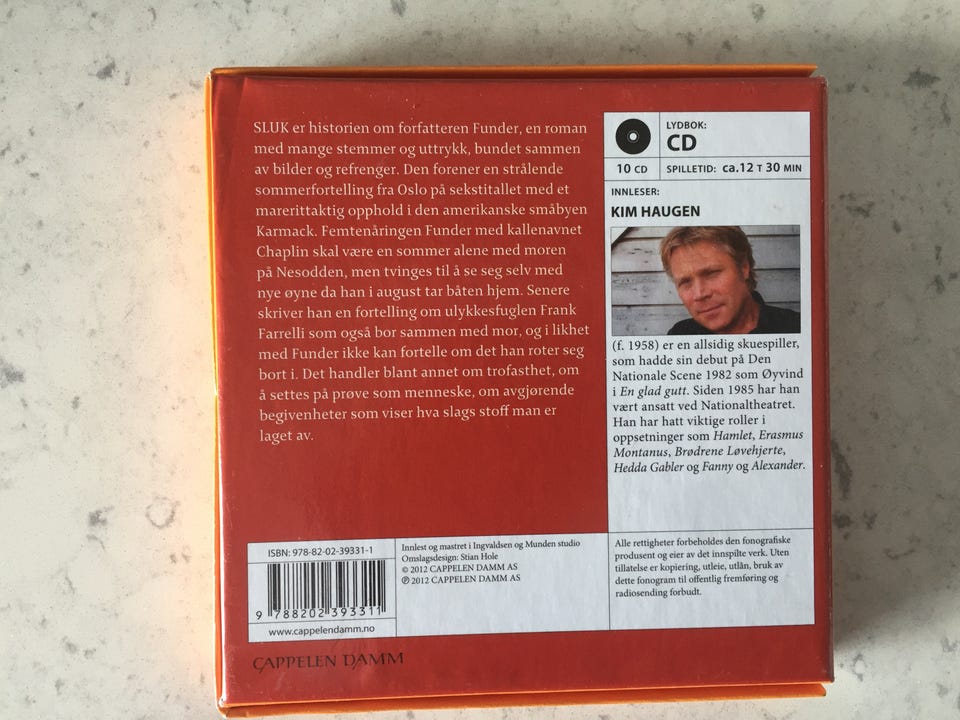 SLUK er historien om forfatteren Funder, en roman
med mange stemmer og uttrykk, bundet sammen
av bilder og refrenger. Den forener en strålende
sommerfortelling fra Oslo på sekstitallet med et
marerittaktig opphold i den amerikanske småbyen
Karmack. Femtenåringen Funder med kallenavnet
Chaplin skal være en sommer alene med moren
på Nesodden, men tvinges til å se seg selv med
nye øyne da han i august tar båten hjem. Senere
skriver han en fortelling om ulykkesfuglen Frank
Farrelli som også bor sammen med mor, og i likhet
med Funder ikke kan fortelle om det han roter seg
bort i. Det handler blant annet om trofasthet, om
å settes på prøve som menneske, om avgjørende
begivenheter som viser hva slags stoff man er
laget av.
LYDBOK:
CD
10 CD
SPILLETID: ca.12 T 30 MIN
INNLESER:
KIM HAUGEN
(f. 1958) er en allsidig skuespiller,
som hadde sin debut på Den
Nationale Scene 1982 som Øyvind
i En glad gutt. Siden 1985 har han
vært ansatt ved Nationaltheatret.
Han har hatt viktige roller i
oppsetninger som Hamlet, Erasmus
Montanus, Brødrene Løvehjerte,
Hedda Gabler og Fanny og Alexander.
ISBN: 978-82-02-39331-1
9 788202 393311
www.cappelendamm.no
Innlest og mastret i Ingvaldsen og Munden studio
Omslagsdesign: Stian Hole
© 2012 CAPPELEN DAMM AS
℗ 2012 CAPPELEN DAMM AS
Alle rettigheter forbeholdes den fonografiske
produsent og eier av det innspilte verk. Uten
tillatelse er kopiering, utleie, utlån, bruk av
dette fonogram til offentlig fremføring og
radiosending forbudt.
CAPPELEN DAMM